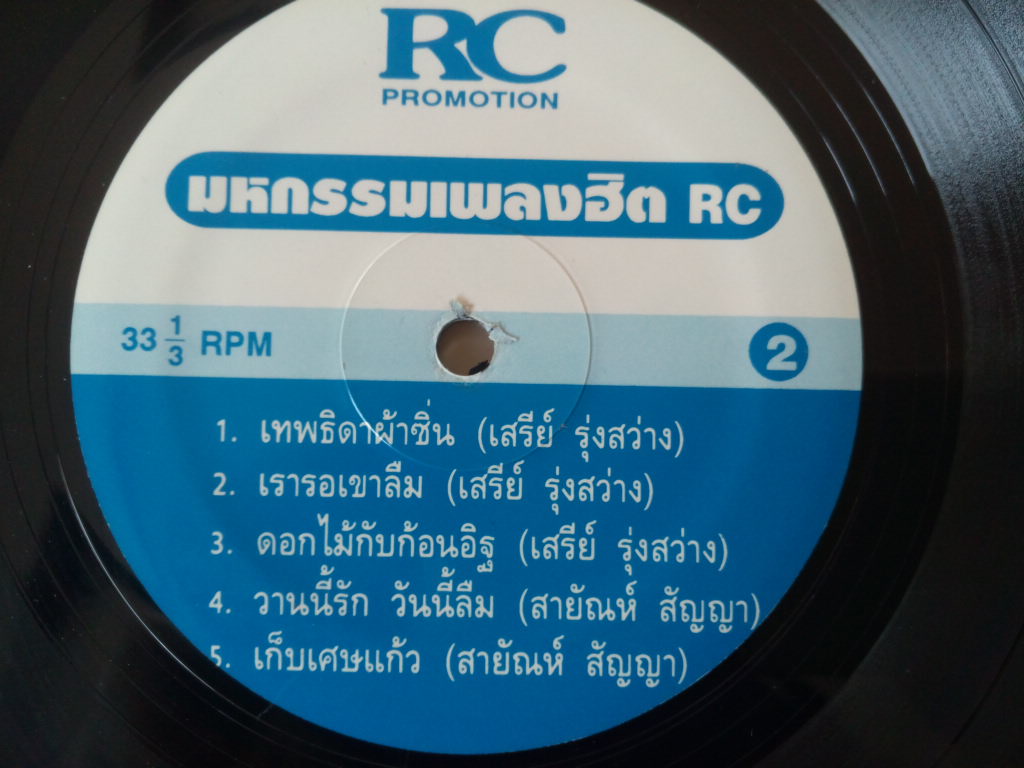 RC
PROMOTION
มหกรรมเพลงฮิต RC
33 1/3 RPM
2
1. เทพธิดาผ้าซิ่น (เสรีย์ รุ่งสว่าง)
2. เรารอเขาลืม (เสรีย์ รุ่งสว่าง)
3. ดอกไม้กับก้อนอิฐ (เสรีย์ รุ่งสว่าง)
4. วานนี้รัก วันนี้ลืม (สายัณห์ สัญญา)
5. เก็บเศษแก้ว (สายัณห์ สัญญา)